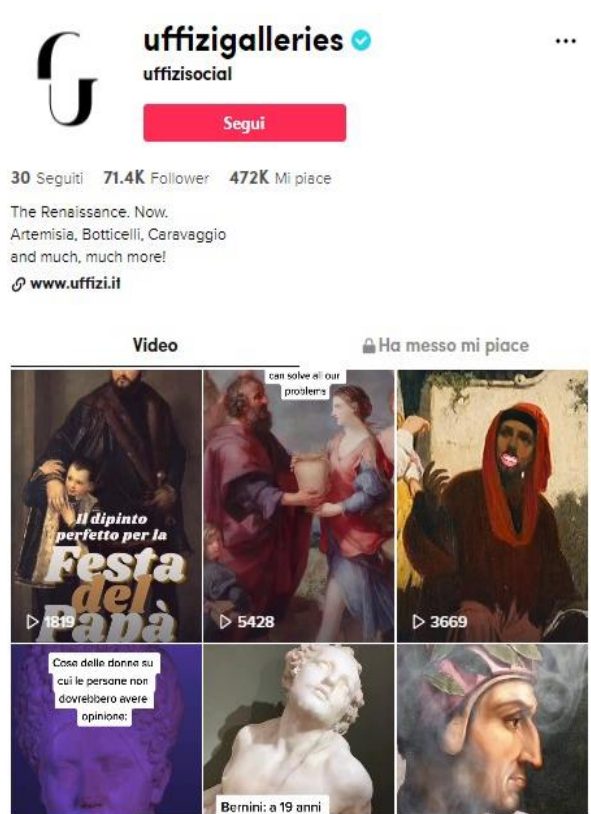 uffizigalleries
uffizisocial
Segui
30 Seguiti 71.4K Follower 472K Mi piace
The Renaissance. Now.
Artemisia, Botticelli, Caravaggio
and much, much more!
www.uffizi.it
Video Ha messo mi piace
can solve all our
problems
Il dipinto
perfetto per la
Festa
del
Papà
1819 5428 3669
Cose delle donne su
cui le persone non
dovrebbero avere
opinione:
Bernini: a 19 anni